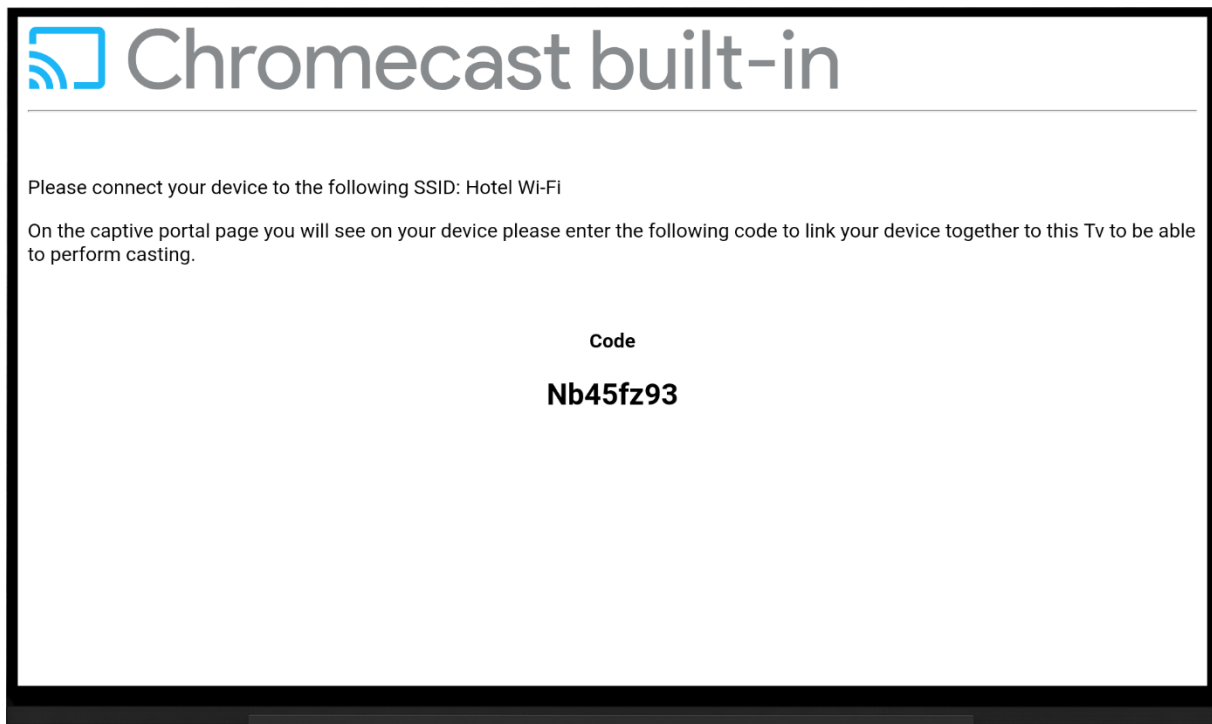 Chromecast built-in
Please connect your device to the following SSID: Hotel Wi-Fi
On the captive portal page you will see on your device please enter the following code to link your device together to this Tv to be able
to perform casting.
Code
Nb45fz93